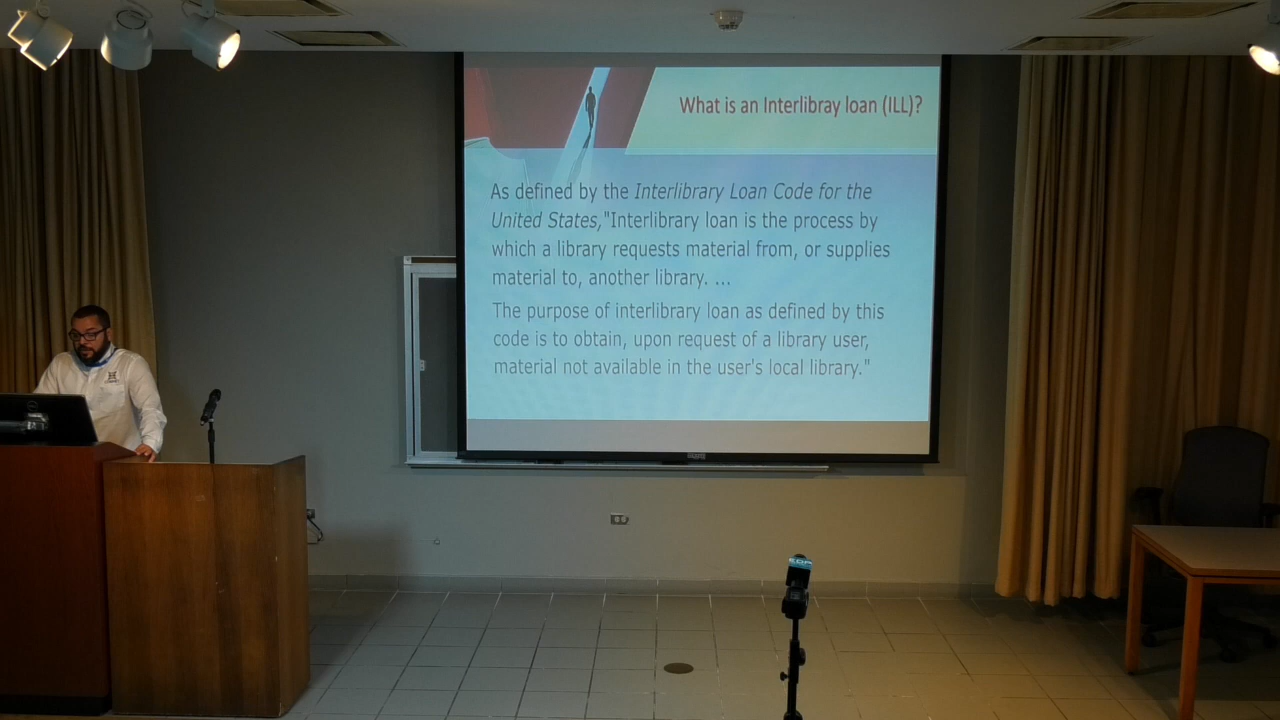 What is an Interlibray loan (ILL)?
As defined by the Interlibrary Loan Code for the
United States,"Interlibrary loan is the process by
which a library requests material from, or supplies
material to, another library. ...
The purpose of interlibrary loan as defined by this
code is to obtain, upon request of a library user,
material not available in the user's local library."